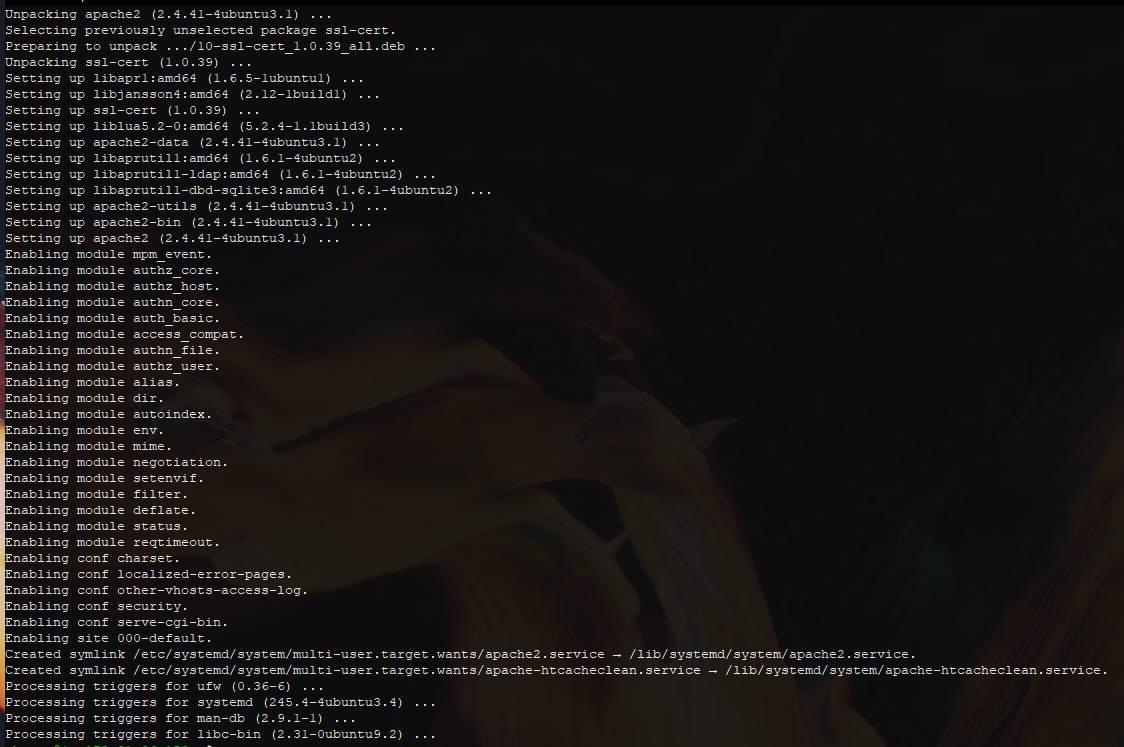 Unpacking apache2 (2.4.41-4ubuntu3.1) ...
Selecting previously unselected package ssl-cert.
Preparing to unpack .../10-ssl-cert_1.0.39_all.deb ...
Unpacking ssl-cert (1.0.39) ...
Setting up libapr1:amd64 (1.6.5-1ubuntu1) ...
Setting up libjansson4:amd64 (2.12-1build1) ...
Setting up ssl-cert (1.0.39) ...
Setting up liblua5.2-0:amd64 (5.2.4-1.1build3) ...
Setting up apache2-data (2.4.41-4ubuntu3.1) ...
Setting up libaprutil1:amd64 (1.6.1-4ubuntu2) ...
Setting up libaprutil1-ldap:amd64 (1.6.1-4ubuntu2) ...
Setting up libaprutil1-dbd-sqlite3:amd64 (1.6.1-4ubuntu2) ...
Setting up apache2-utils (2.4.41-4ubuntu3.1) ...
Setting up apache2-bin (2.4.41-4ubuntu3.1) ...
Setting up apache2 (2.4.41-4ubuntu3.1) ...
Enabling module mpm_event.
Enabling module authz_core.
Enabling module authz_host.
Enabling module authn_core.
Enabling module auth_basic.
Enabling module access_compat.
Enabling module authn_file.
Enabling module authz_user.
Enabling module alias.
Enabling module dir.
Enabling module autoindex.
Enabling module env.
Enabling module mime.
Enabling module negotiation.
Enabling module setenvif.
Enabling module filter.
Enabling module deflate.
Enabling module status.
Enabling module reqtimeout.
Enabling conf charset.
Enabling conf localized-error-pages.
Enabling conf other-vhosts-access-log.
Enabling conf security.
Enabling conf serve-cgi-bin.
Enabling site 000-default.
Created symlink /etc/systemd/system/multi-user.target.wants/apache2.service → /lib/systemd/system/apache2.service.
Created symlink /etc/systemd/system/multi-user.target.wants/apache-htcacheclean.service → /lib/systemd/system/apache-htcacheclean.service.
Processing triggers for ufw (0.36-6) ...
Processing triggers for systemd (245.4-4ubuntu3.4) ...
Processing triggers for man-db (2.9.1-1) ...
Processing triggers for libc-bin (2.31-0ubuntu9.2) ...